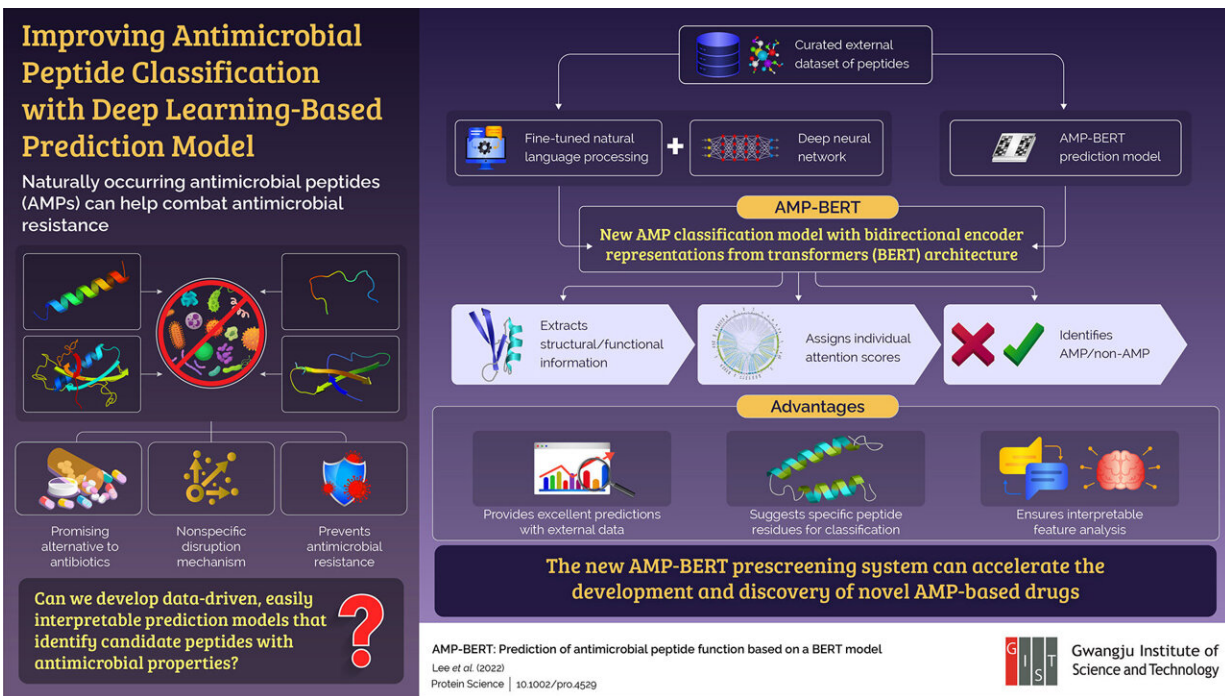 Improving Antimicrobial
Peptide Classification
with Deep Learning-Based
Prediction Model
Naturally occurring antimicrobial peptides
(AMPs) can help combat antimicrobial
resistance
Promising
alternative to
antibiotics
Nonspecific
disruption
mechanism
Prevents
antimicrobial
resistance
Can we develop data-driven, easily
interpretable prediction models that
identify candidate peptides with
antimicrobial properties?
?
Curated external
dataset of peptides
Fine-tuned natural
language processing
+
Deep neural
network
AMP-BERT
prediction model
AMP-BERT
New AMP classification model with bidirectional encoder
representations from transformers (BERT) architecture
Extracts
structural/functional
information
Assigns individual
attention scores
Identifies
AMP/non-AMP
Advantages
Provides excellent predictions
with external data
Suggests specific peptide
residues for classification
Ensures interpretable
feature analysis
The new AMP-BERT prescreening system can accelerate the
development and discovery of novel AMP-based drugs
AMP-BERT: Prediction of antimicrobial peptide function based on a BERT model
Lee et al. (2022)
Protein Science | 10.1002/pro.4529
GIST
Gwangju Institute of
Science and Technology